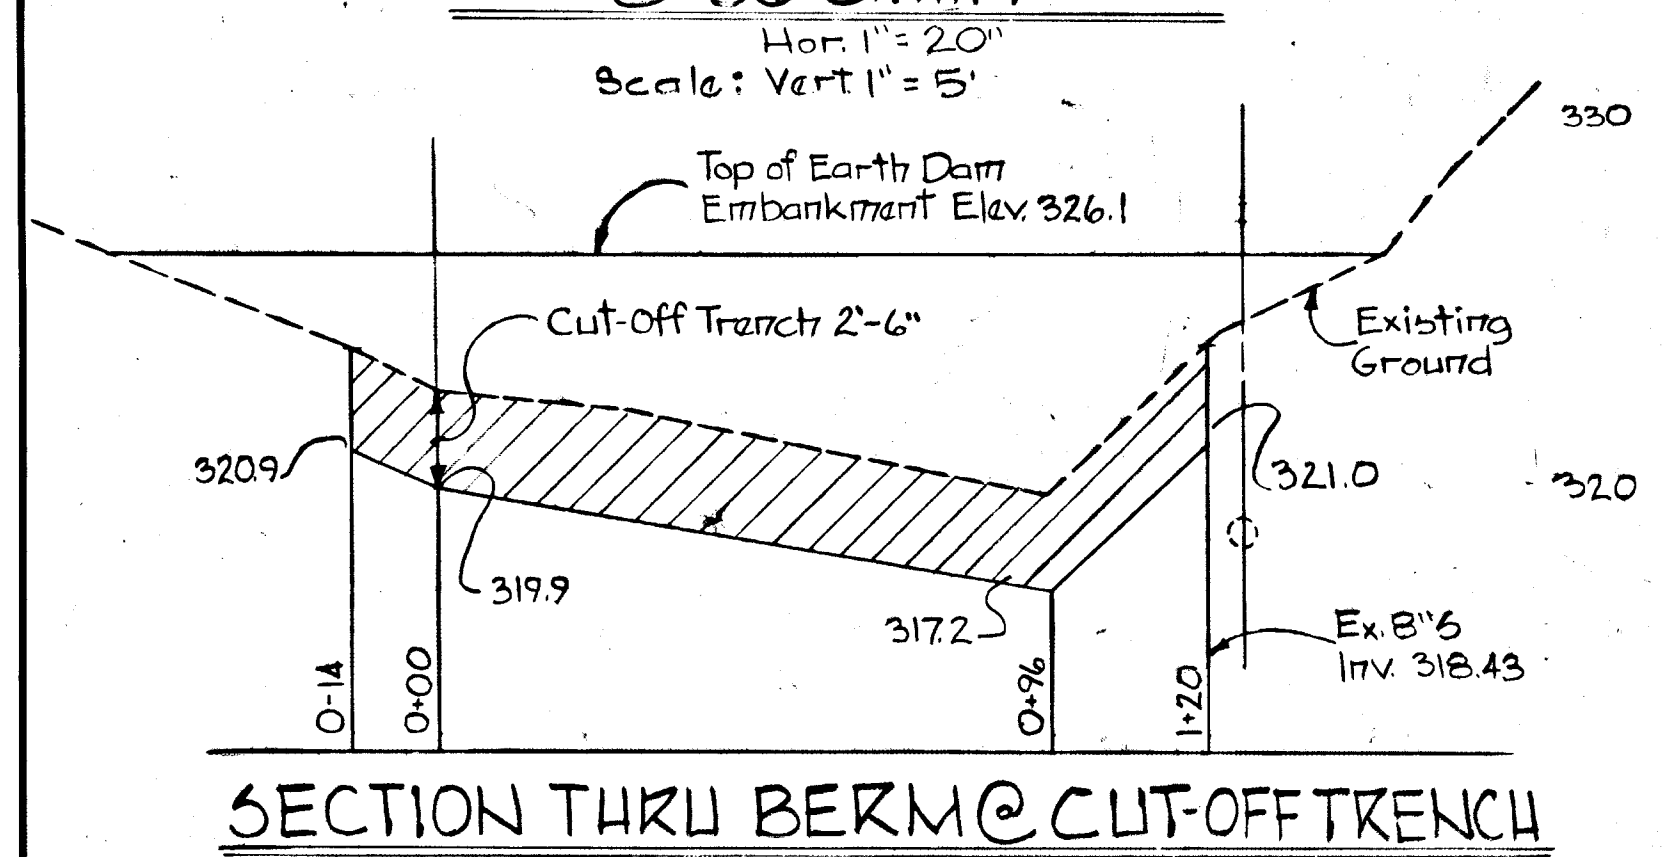 Hor. 1" = 20"
Scale: Vert 1" = 5'
330
Top of Earth Dam
Embankment Elev. 326.1
Cut-Off Trench 2'-6"
Existing
Ground
320.9
321.0
320
319.9
317.2
Ex. 8"S
Inv. 318.43
0-14
0+00
0+96
1+20
SECTION THRU BERM @ CUT-OFF TRENCH